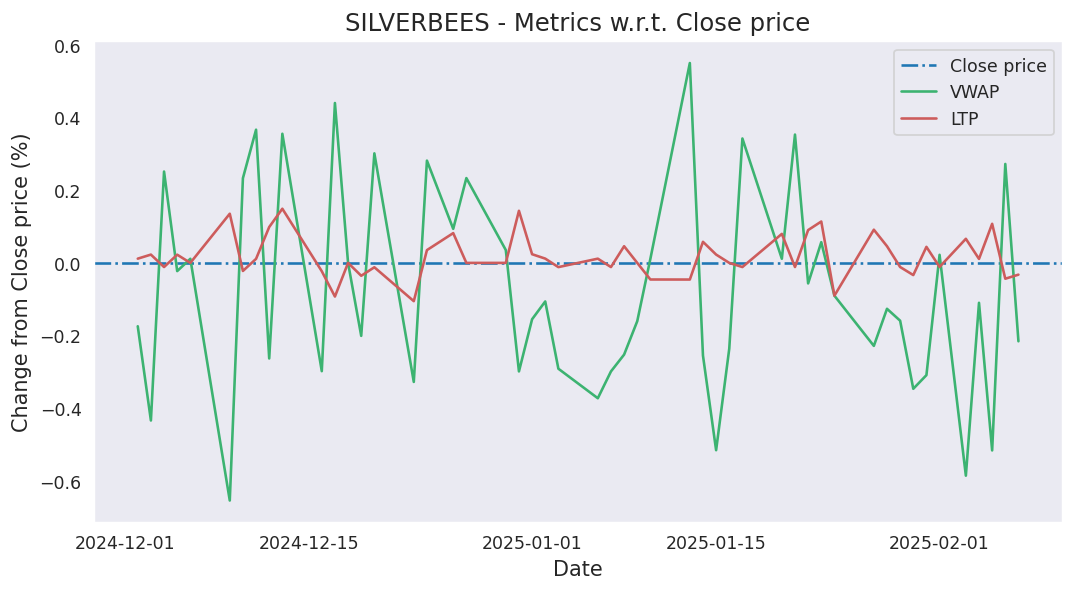 SILVERBEES - Metrics w.r.t. Close price
Close price
VWAP
LTP
Change from Close price (%)
0.6
0.4
0.2
0.0
−0.2
−0.4
−0.6
2024-12-01
2024-12-15
2025-01-01
2025-01-15
2025-02-01
Date